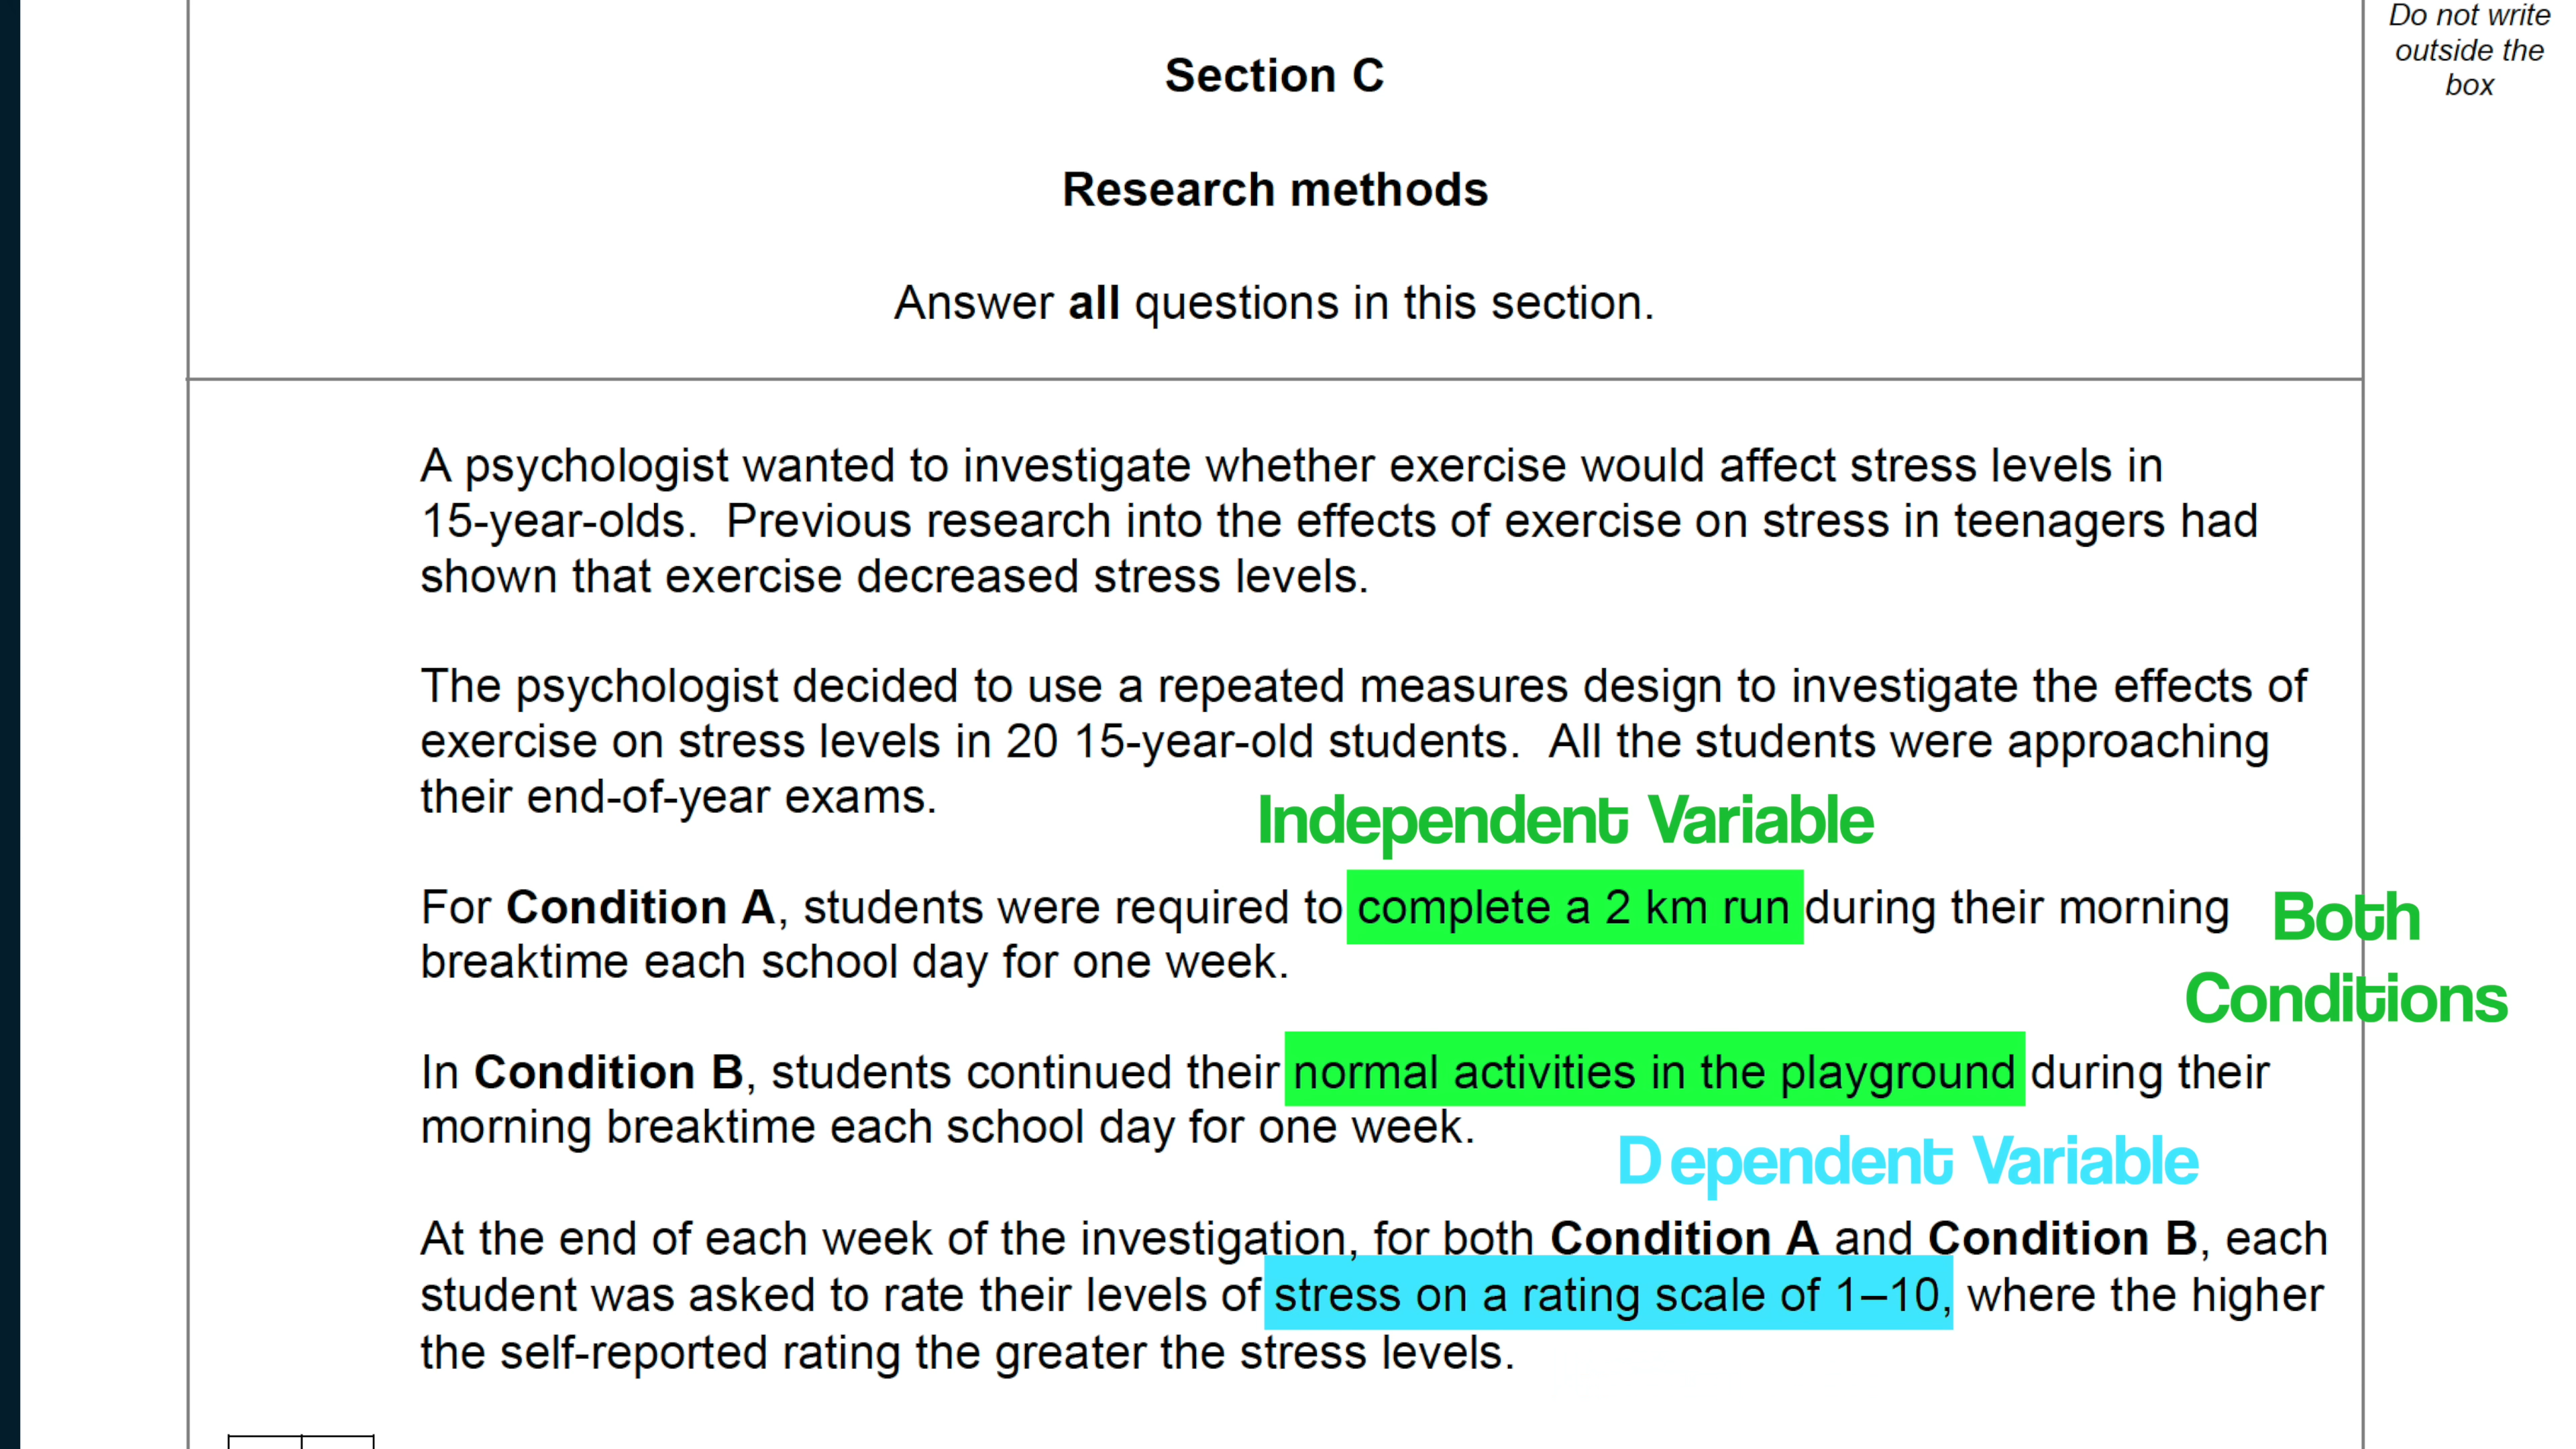 Do not write
outside the
box
Section C
Research methods
Answer all questions in this section.
A psychologist wanted to investigate whether exercise would affect stress levels in
15-year-olds. Previous research into the effects of exercise on stress in teenagers had
shown that exercise decreased stress levels.
The psychologist decided to use a repeated measures design to investigate the effects of
exercise on stress levels in 20 15-year-old students. All the students were approaching
their end-of-year exams.
Independent Variable
For Condition A, students were required to complete a 2 km run during their morning
breaktime each school day for one week.
Both
Conditions
In Condition B, students continued their normal activities in the playground during their
morning breaktime each school day for one week.
Dependent Variable
At the end of each week of the investigation, for both Condition A and Condition B, each
student was asked to rate their levels of stress on a rating scale of 1–10, where the higher
the self-reported rating the greater the stress levels.